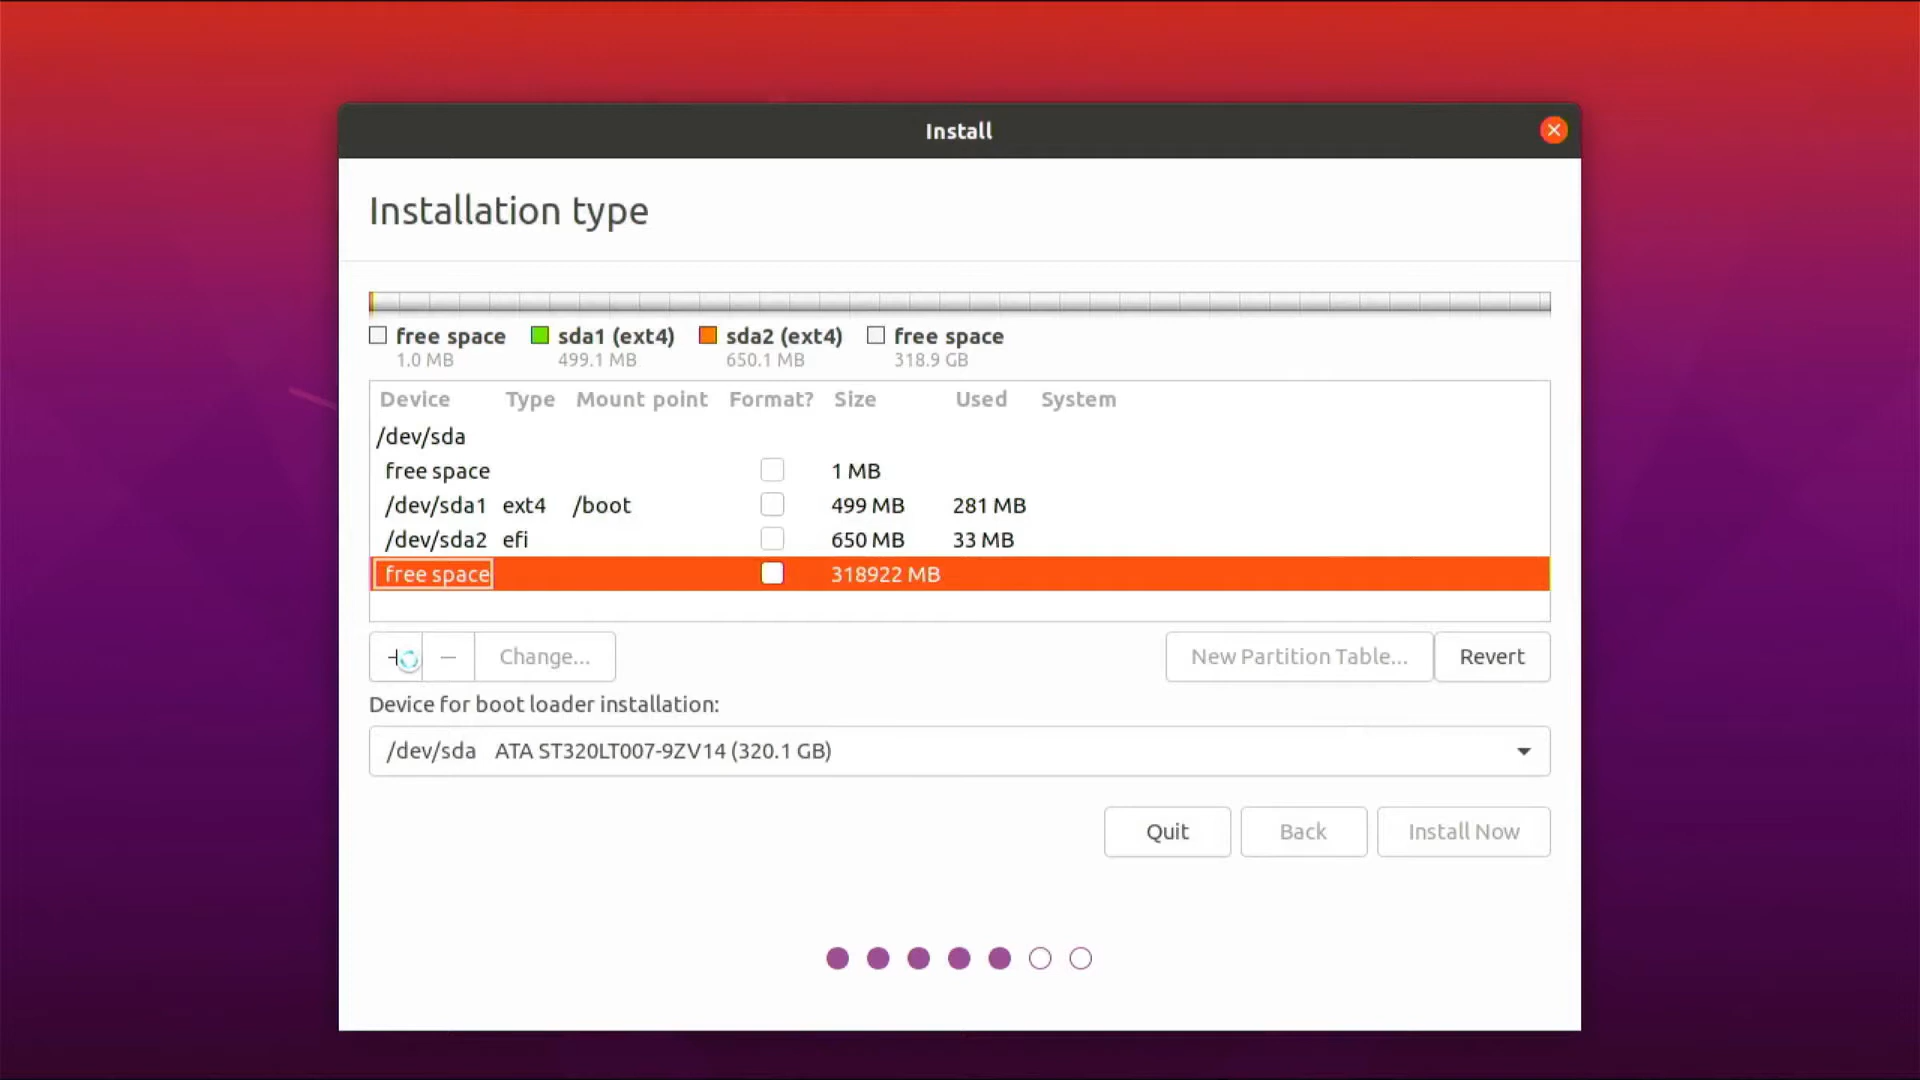 Install
Installation type
free space sda1 (ext4) sda2 (ext4) free space
1.0 MB 499.1 MB 650.1 MB 318.9 GB
Device Type Mount point Format? Size Used System
/dev/sda
free space 1 MB
/dev/sda1 ext4 /boot 499 MB 281 MB
/dev/sda2 efi 650 MB 33 MB
free space 318922 MB
Change... New Partition Table... Revert
Device for boot loader installation:
/dev/sda ATA ST320LT007-9ZV14 (320.1 GB)
Quit Back Install Now